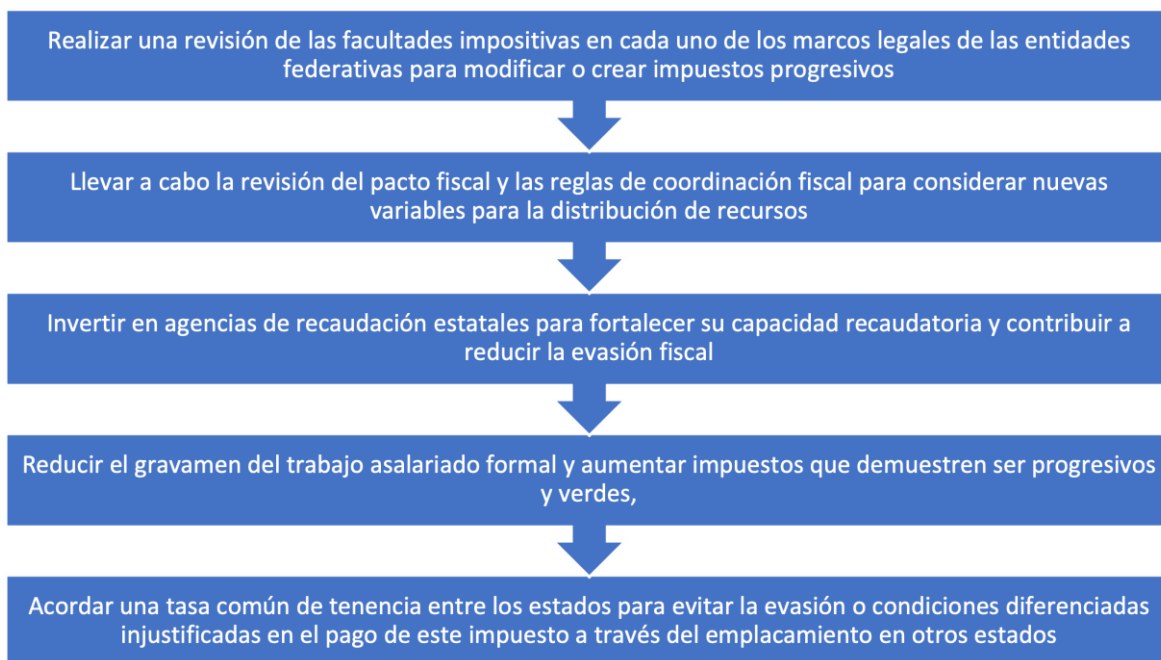 Realizar una revisión de las facultades impositivas en cada uno de los marcos legales de las entidades
federativas para modificar o crear impuestos progresivos
Llevar a cabo la revisión del pacto fiscal y las reglas de coordinación fiscal para considerar nuevas
variables para la distribución de recursos
Invertir en agencias de recaudación estatales para fortalecer su capacidad recaudatoria y contribuir a
reducir la evasión fiscal
Reducir el gravamen del trabajo asalariado formal y aumentar impuestos que demuestren ser progresivos
y verdes,
Acordar una tasa común de tenencia entre los estados para evitar la evasión o condiciones diferenciadas
injustificadas en el pago de este impuesto a través del emplacamiento en otros estados